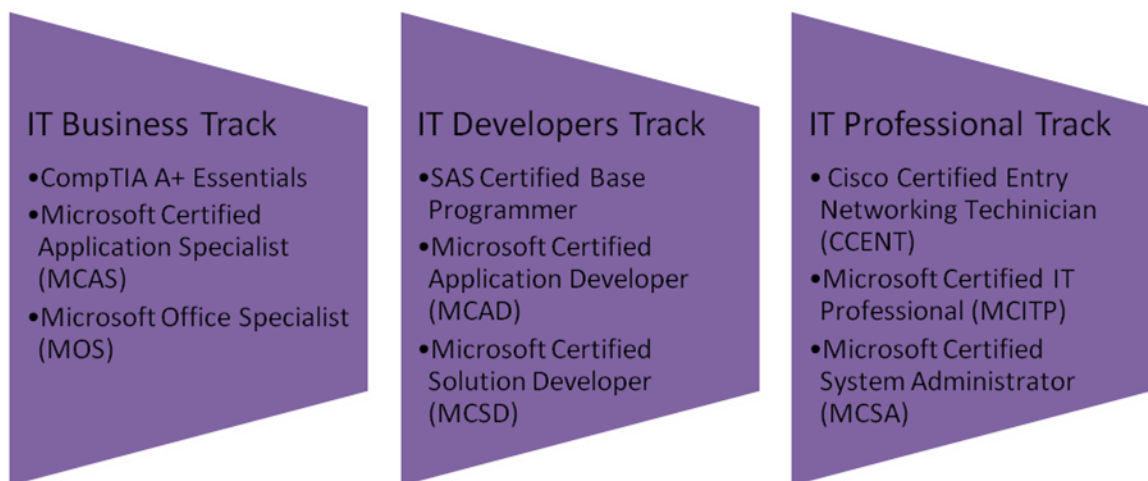 IT Business Track
•CompTIA A+ Essentials
•Microsoft Certified
Application Specialist
(MCAS)
•Microsoft Office Specialist
(MOS)
IT Developers Track
•SAS Certified Base
Programmer
•Microsoft Certified
Application Developer
(MCAD)
•Microsoft Certified
Solution Developer
(MCSD)
IT Professional Track
• Cisco Certified Entry
Networking Techinician
(CCENT)
•Microsoft Certified IT
Professional (MCITP)
•Microsoft Certified
System Administrator
(MCSA)